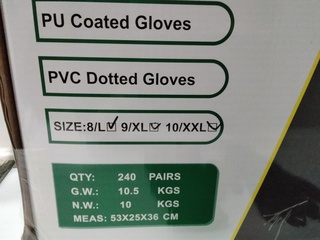 PU Coated Gloves
PVC Dotted Gloves
SIZE:8/L☑ 9/XL☑ 10/XXL☑
QTY: 240 PAIRS
G.W.: 10.5 KGS
N.W.: 10 KGS
MEAS: 53X25X36 CM